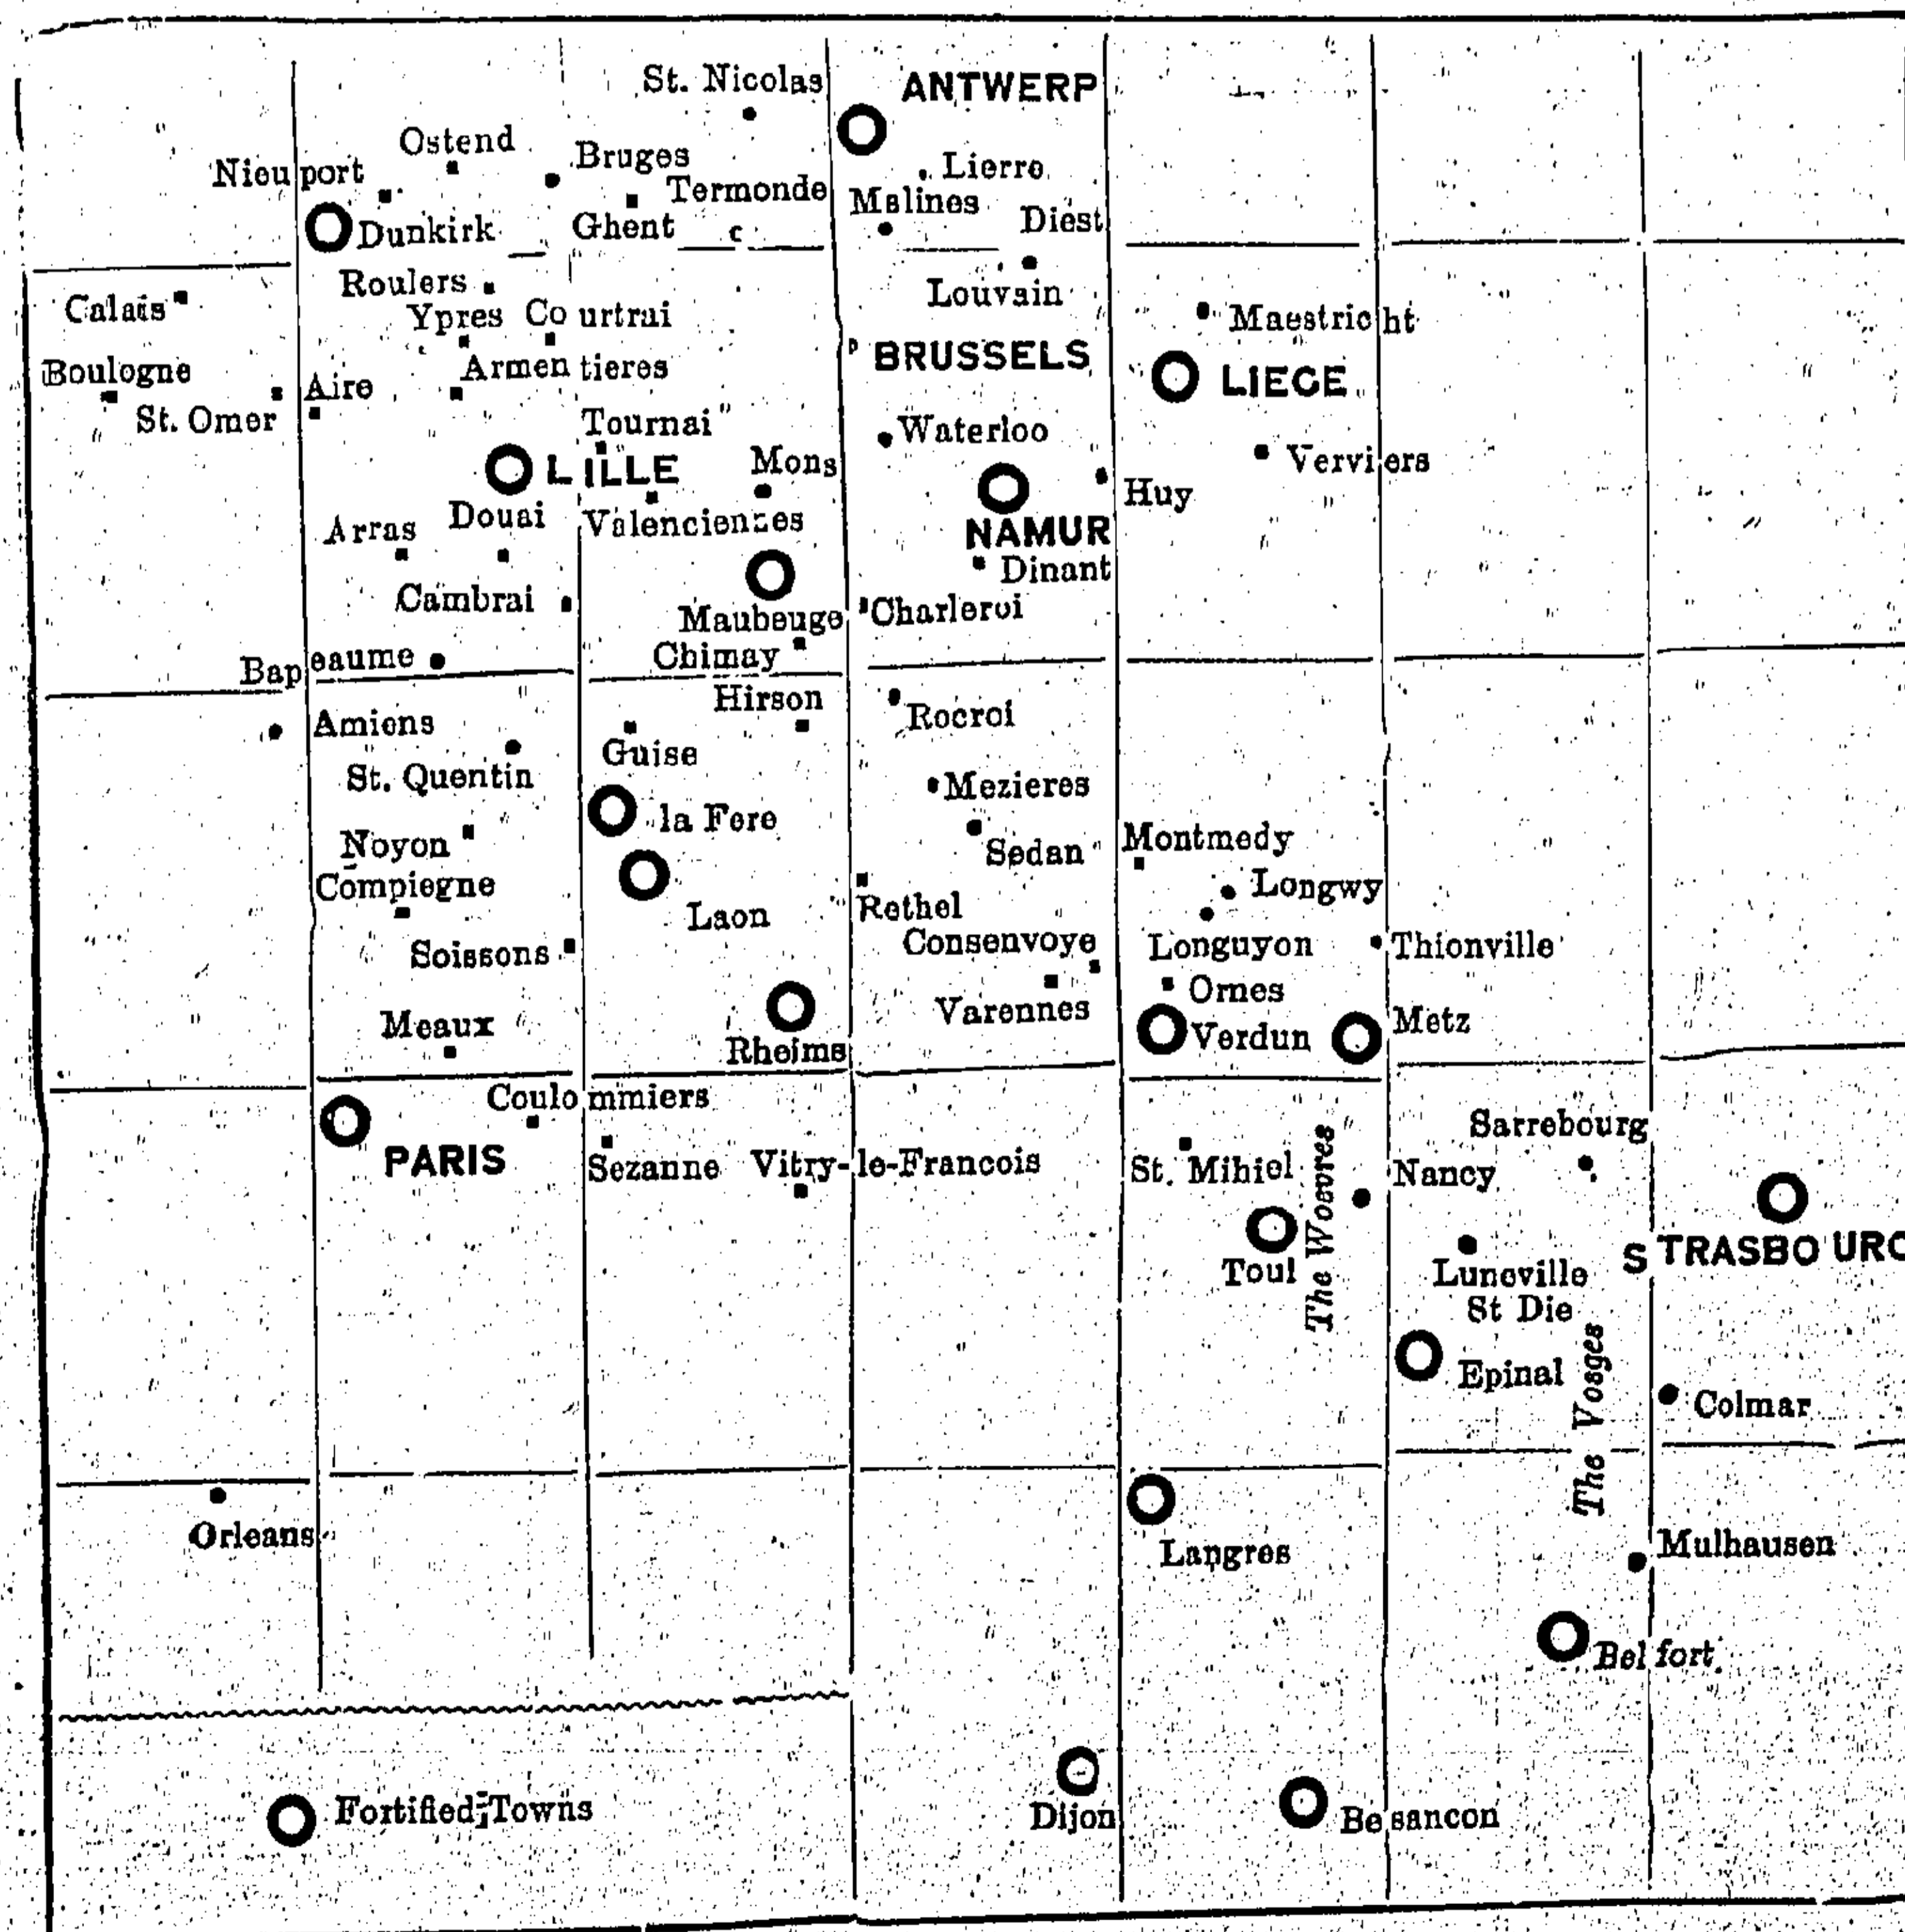 St. Nicolas
ANTWERP
Ostend
Bruges
Nieuport
Lierre
Termonde
Malines
Diest
Dunkirk
Ghent
Roulers
Louvain
Calais
Ypres
Courtrai
Maestricht
BRUSSELS
Boulogne
Armentieres
LIEGE
Aire
St. Omer
Tournai
Waterloo
LILLE
Mons
Verviers
Huy
Arras
Douai
Valenciennes
NAMUR
Dinant
Cambrai
Maubeuge
Charleroi
Bapeaume
Chimay
Hirson
Rocroi
Amiens
Guise
St. Quentin
Mezieres
la Fere
Noyon
Sedan
Montmedy
Compiegne
Longwy
Laon
Rethel
Soissons
Consenvoye
Longuyon
Thionville
Ornes
Varennes
Meaux
Verdun
Metz
Rheims
Coulommiers
Sarrebourg
PARIS
Sezanne
Vitry-le-Francois
St. Mihiel
The Woevres
Nancy
STRASBOURG
Toul
Luneville
St Die
Epinal
The Vosges
Colmar
Orleans
Langres
Mulhausen
Belfort
Fortified Towns
Dijon
Besancon